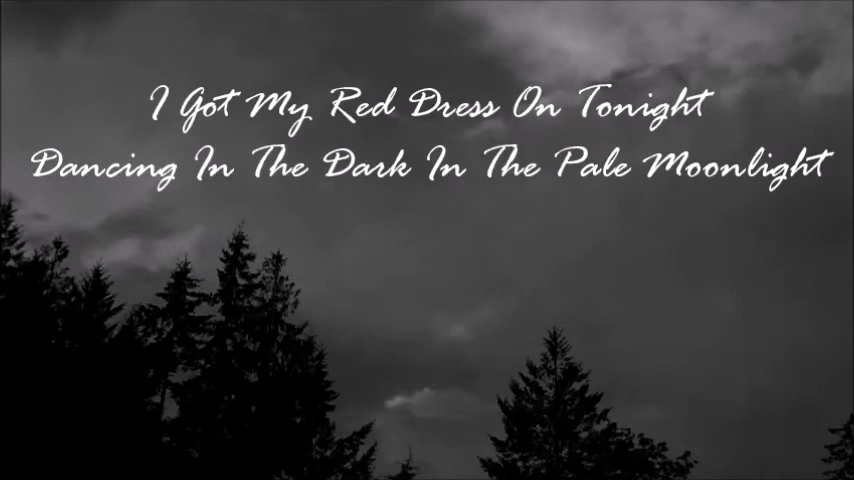 I Got My Red Dress On Tonight
Dancing In The Dark In The Pale Moonlight